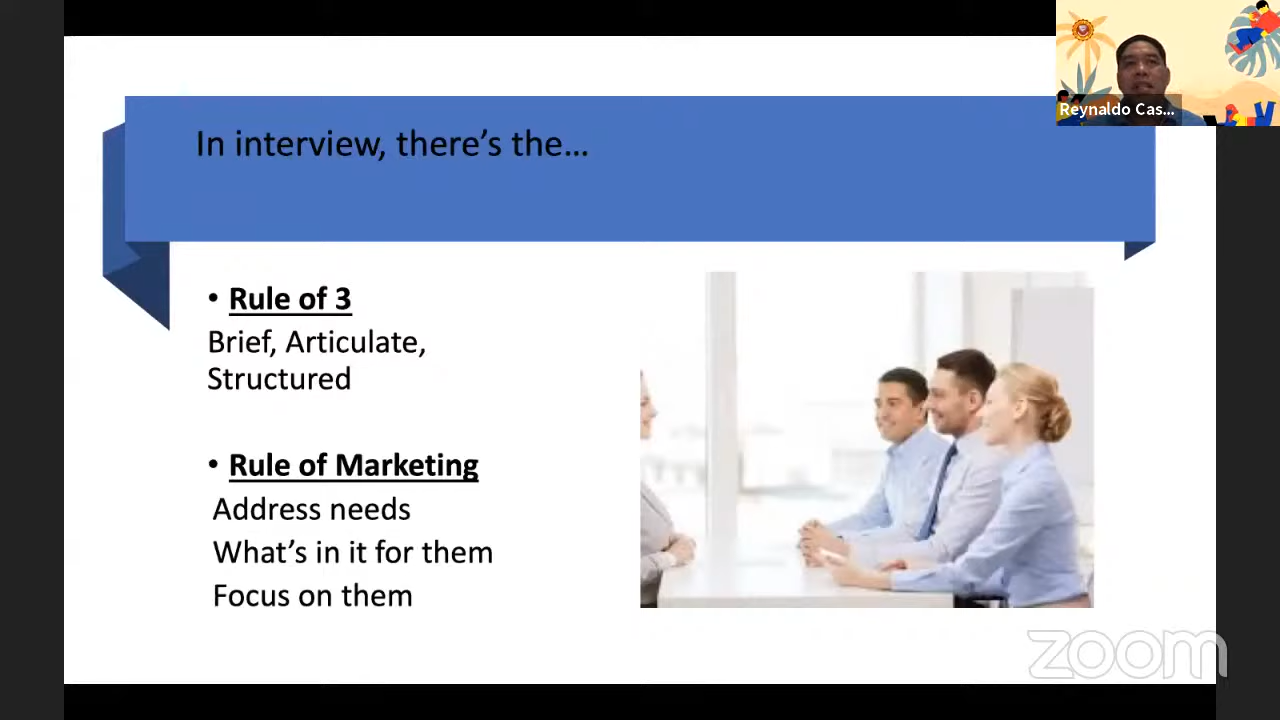 Reynaldo Cas...
In interview, there's the…
• Rule of 3
Brief, Articulate,
Structured
• Rule of Marketing
Address needs
What's in it for them
Focus on them
zoom